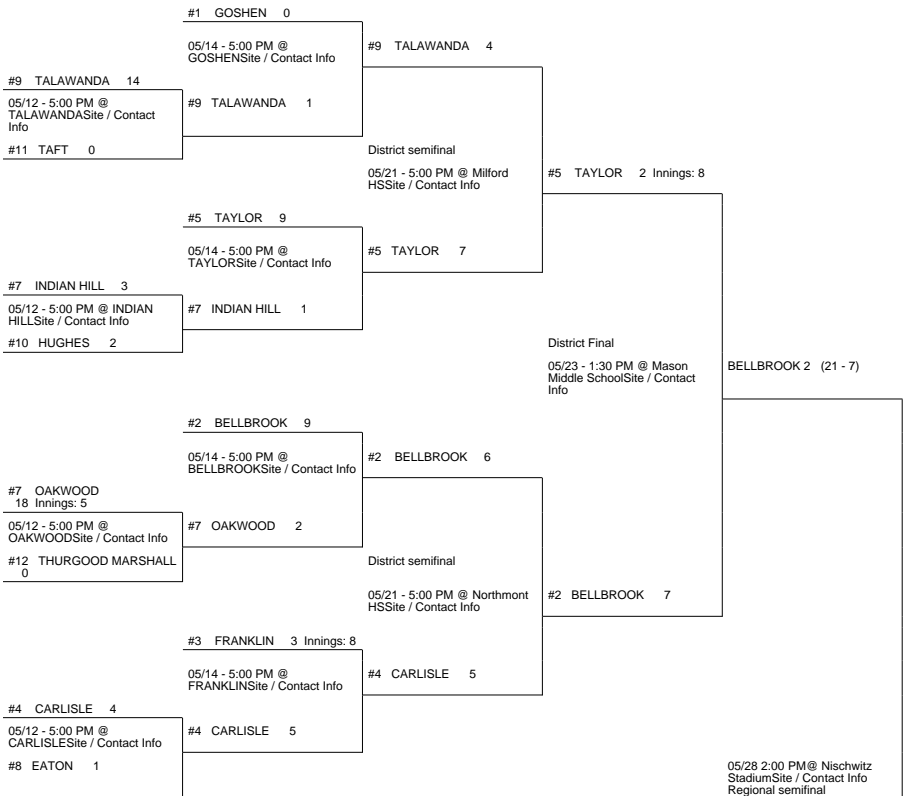 #1 GOSHEN 0
05/14 - 5:00 PM @
GOSHENSite / Contact Info
#9 TALAWANDA 4
#9 TALAWANDA 14
05/12 - 5:00 PM @
TALAWANDASite / Contact
Info
#9 TALAWANDA 1
#11 TAFT 0
District semifinal
05/21 - 5:00 PM @ Milford
HSSite / Contact Info
#5 TAYLOR 2 Innings: 8
#5 TAYLOR 9
05/14 - 5:00 PM @
TAYLORSite / Contact Info
#5 TAYLOR 7
#7 INDIAN HILL 3
05/12 - 5:00 PM @ INDIAN
HILLSite / Contact Info
#7 INDIAN HILL 1
#10 HUGHES 2
District Final
05/23 - 1:30 PM @ Mason
Middle SchoolSite / Contact
Info
BELLBROOK 2 (21 - 7)
#2 BELLBROOK 9
05/14 - 5:00 PM @
BELLBROOKSite / Contact Info
#2 BELLBROOK 6
#7 OAKWOOD
18 Innings: 5
05/12 - 5:00 PM @
OAKWOODSite / Contact Info
#7 OAKWOOD 2
#12 THURGOOD MARSHALL
0
District semifinal
05/21 - 5:00 PM @ Northmont
HSSite / Contact Info
#2 BELLBROOK 7
#3 FRANKLIN 3 Innings: 8
05/14 - 5:00 PM @
FRANKLINSite / Contact Info
#4 CARLISLE 5
#4 CARLISLE 4
05/12 - 5:00 PM @
CARLISLESite / Contact Info
#4 CARLISLE 5
#8 EATON 1
05/28 2:00 PM@ Nischwitz
StadiumSite / Contact Info
Regional semifinal